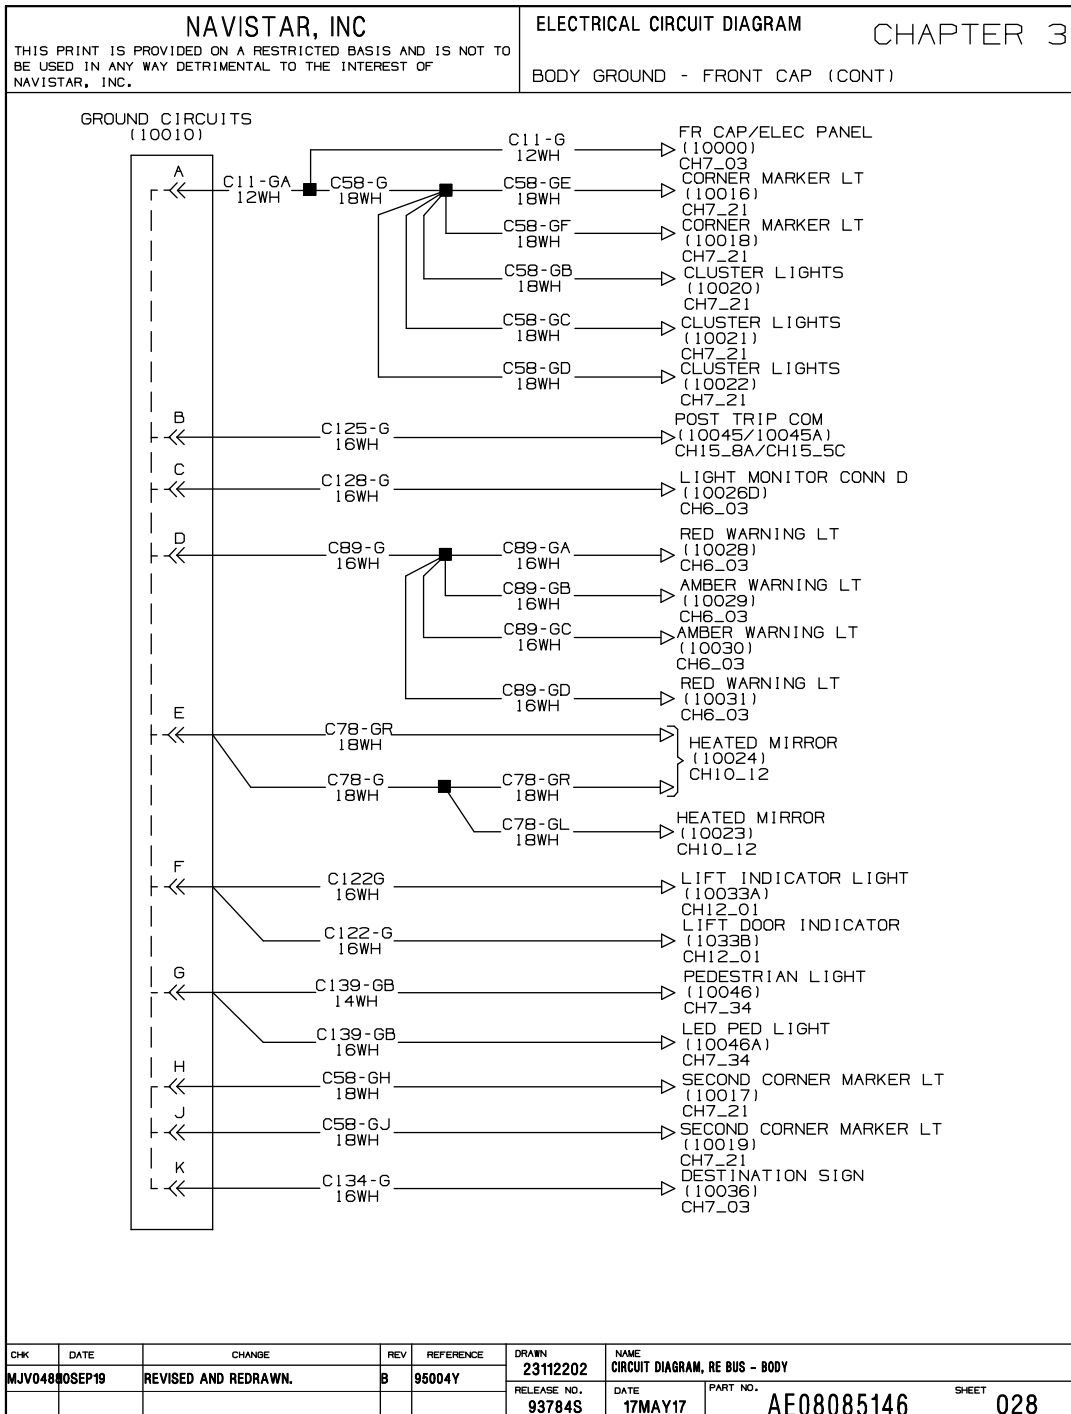 NAVISTAR, INC
THIS PRINT IS PROVIDED ON A RESTRICTED BASIS AND IS NOT TO
BE USED IN ANY WAY DETRIMENTAL TO THE INTEREST OF
NAVISTAR, INC.
ELECTRICAL CIRCUIT DIAGRAM
CHAPTER 3
BODY GROUND - FRONT CAP (CONT)
GROUND CIRCUITS
(10010)
C11-G
12WH
FR CAP/ELEC PANEL
(10000)
CH7_03
A
C11-GA
12WH
C58-G
18WH
C58-GE
18WH
CORNER MARKER LT
(10016)
CH7_21
C58-GF
18WH
CORNER MARKER LT
(10018)
CH7_21
C58-GB
18WH
CLUSTER LIGHTS
(10020)
CH7_21
C58-GC
18WH
CLUSTER LIGHTS
(10021)
CH7_21
C58-GD
18WH
CLUSTER LIGHTS
(10022)
CH7_21
B
C125-G
16WH
POST TRIP COM
(10045/10045A)
CH15_8A/CH15_5C
C
C128-G
16WH
LIGHT MONITOR CONN D
(10026D)
CH6_03
D
C89-G
16WH
C89-GA
16WH
RED WARNING LT
(10028)
CH6_03
C89-GB
16WH
AMBER WARNING LT
(10029)
CH6_03
C89-GC
16WH
AMBER WARNING LT
(10030)
CH6_03
C89-GD
16WH
RED WARNING LT
(10031)
CH6_03
E
C78-GR
18WH
HEATED MIRROR
(10024)
CH10_12
C78-G
18WH
C78-GR
18WH
C78-GL
18WH
HEATED MIRROR
(10023)
CH10_12
F
C122G
16WH
LIFT INDICATOR LIGHT
(10033A)
CH12_01
C122-G
16WH
LIFT DOOR INDICATOR
(1033B)
CH12_01
G
C139-GB
14WH
PEDESTRIAN LIGHT
(10046)
CH7_34
C139-GB
16WH
LED PED LIGHT
(10046A)
CH7_34
H
C58-GH
18WH
SECOND CORNER MARKER LT
(10017)
CH7_21
J
C58-GJ
18WH
SECOND CORNER MARKER LT
(10019)
CH7_21
K
C134-G
16WH
DESTINATION SIGN
(10036)
CH7_03
CHK DATE CHANGE REV REFERENCE
MJV0488 10SEP19 REVISED AND REDRAWN. B 95004Y
DRAWN
23112202
NAME
CIRCUIT DIAGRAM, RE BUS - BODY
RELEASE NO.
93784S
DATE
17MAY17
PART NO.
AE08085146
SHEET
028